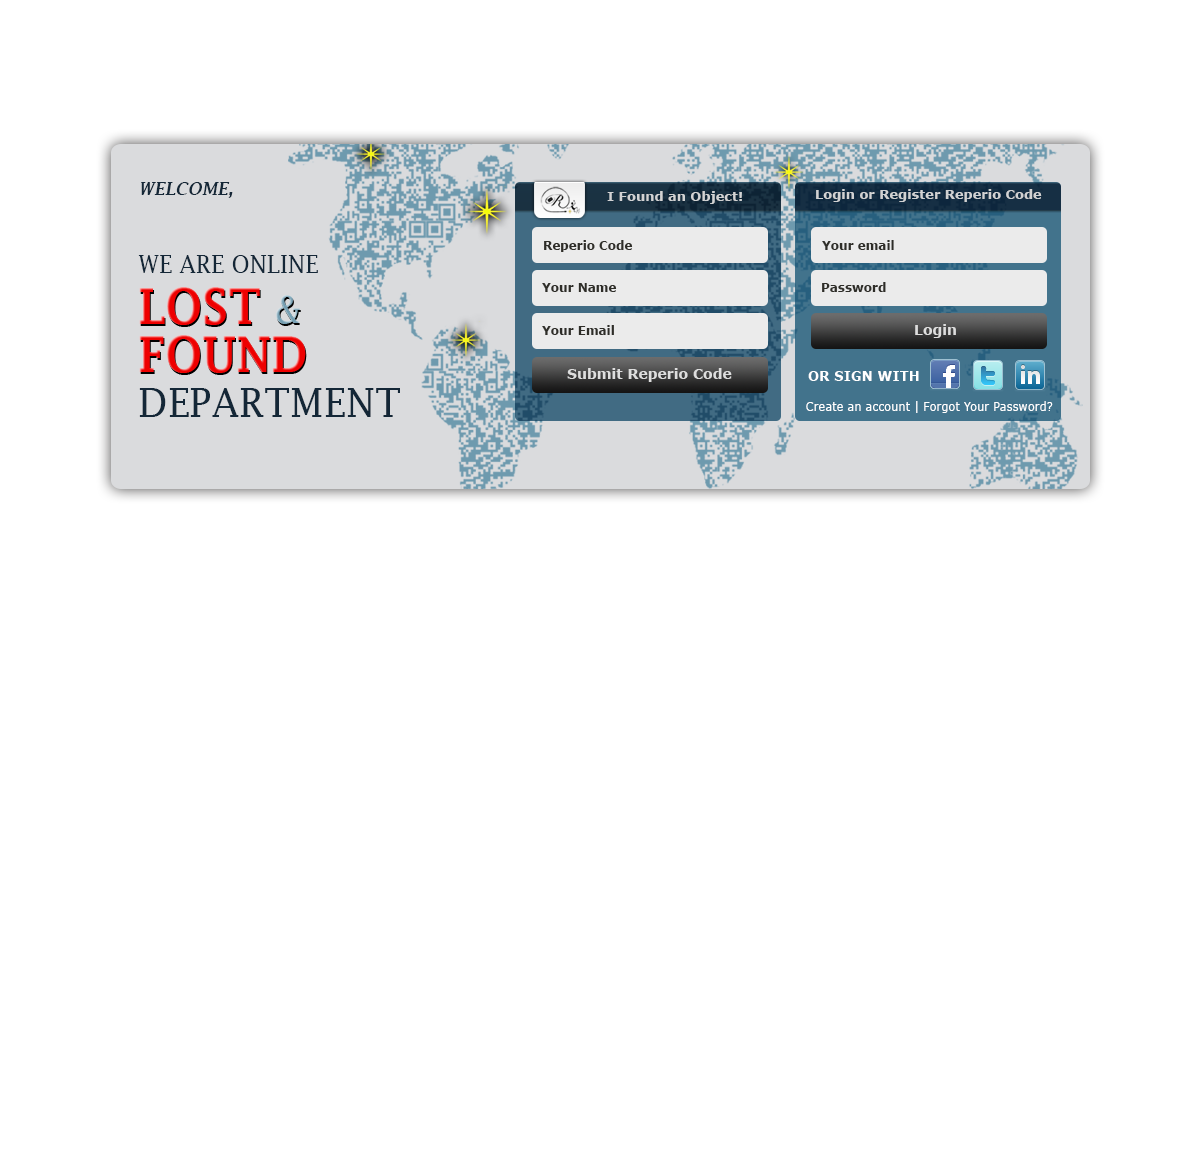 WELCOME,
WE ARE ONLINE
LOST &
FOUND
DEPARTMENT
R
I Found an Object!
Reperio Code
Your Name
Your Email
Submit Reperio Code
Login or Register Reperio Code
Your email
Password
Login
OR SIGN WITH f t in
Create an account | Forgot Your Password?